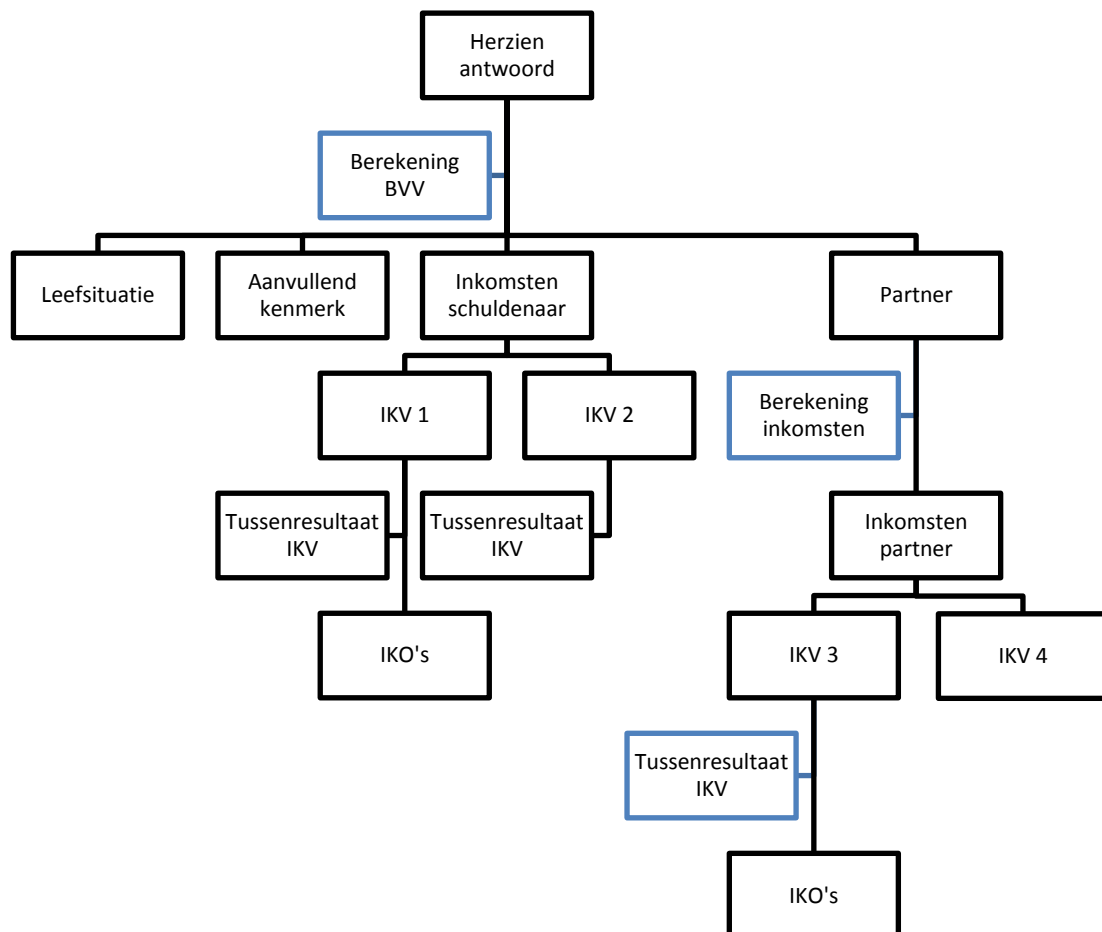 Herzien
antwoord
Berekening
BVV
Leefsituatie
Aanvullend
kenmerk
Inkomsten
schuldenaar
Partner
IKV 1
IKV 2
Berekening
inkomsten
Tussenresultaat
IKV
Tussenresultaat
IKV
Inkomsten
partner
IKO's
IKV 3
IKV 4
Tussenresultaat
IKV
IKO's